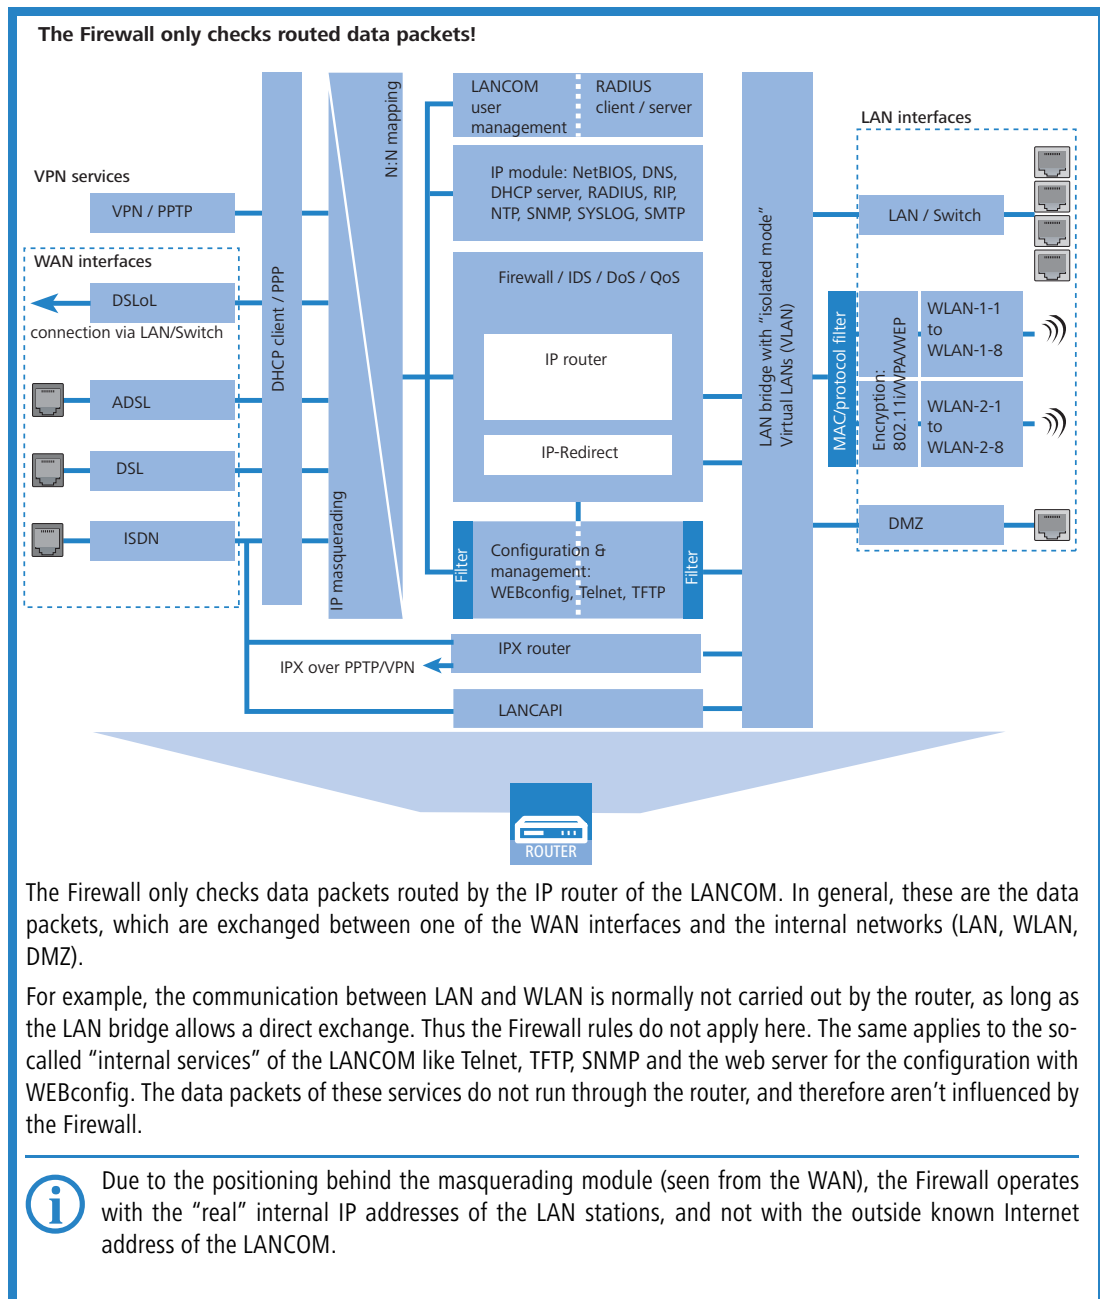 The Firewall only checks routed data packets!
VPN services
VPN / PPTP
WAN interfaces
DSLoL
connection via LAN/Switch
ADSL
DSL
ISDN
DHCP client / PPP
N:N mapping
IP masquerading
LANCOM
user
management
RADIUS
client / server
IP module: NetBIOS, DNS,
DHCP server, RADIUS, RIP,
NTP, SNMP, SYSLOG, SMTP
Firewall / IDS / DoS / QoS
IP router
IP-Redirect
Filter
Configuration &
management:
WEBconfig, Telnet, TFTP
Filter
IPX router
IPX over PPTP/VPN
LANCAPI
LAN bridge with “isolated mode”
Virtual LANs (VLAN)
LAN interfaces
LAN / Switch
MAC/protocol filter
Encryption:
802.11i/WPA/WEP
WLAN-1-1
to
WLAN-1-8
WLAN-2-1
to
WLAN-2-8
DMZ
ROUTER
The Firewall only checks data packets routed by the IP router of the LANCOM. In general, these are the data
packets, which are exchanged between one of the WAN interfaces and the internal networks (LAN, WLAN,
DMZ).
For example, the communication between LAN and WLAN is normally not carried out by the router, as long as
the LAN bridge allows a direct exchange. Thus the Firewall rules do not apply here. The same applies to the so-
called “internal services” of the LANCOM like Telnet, TFTP, SNMP and the web server for the configuration with
WEBconfig. The data packets of these services do not run through the router, and therefore aren’t influenced by
the Firewall.
i
Due to the positioning behind the masquerading module (seen from the WAN), the Firewall operates
with the “real” internal IP addresses of the LAN stations, and not with the outside known Internet
address of the LANCOM.